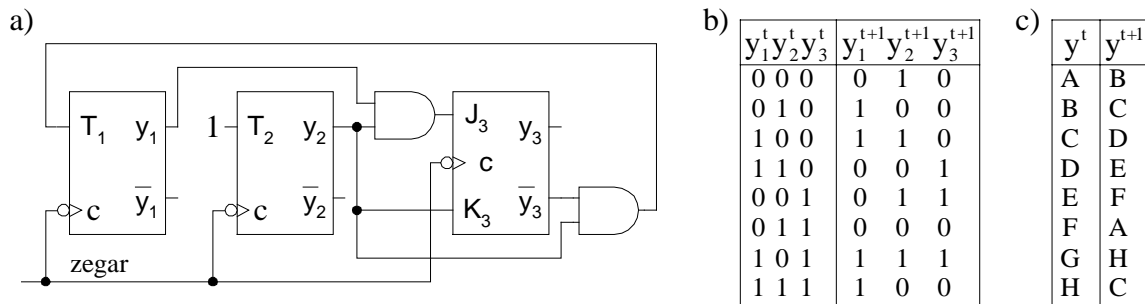 a)
T₁ y₁
y̅₁
c
1 T₂ y₂
y̅₂
c
J₃ y₃
c
K₃ y̅₃
zegar
b)
y₁ᵗ y₂ᵗ y₃ᵗ y₁ᵗ⁺¹ y₂ᵗ⁺¹ y₃ᵗ⁺¹
0 0 0 0 1 0
0 1 0 1 0 0
1 0 0 1 1 0
1 1 0 0 0 1
0 0 1 0 1 1
0 1 1 0 0 0
1 0 1 1 1 1
1 1 1 1 0 0
c)
yᵗ yᵗ⁺¹
A B
B C
C D
D E
E F
F A
G H
H C